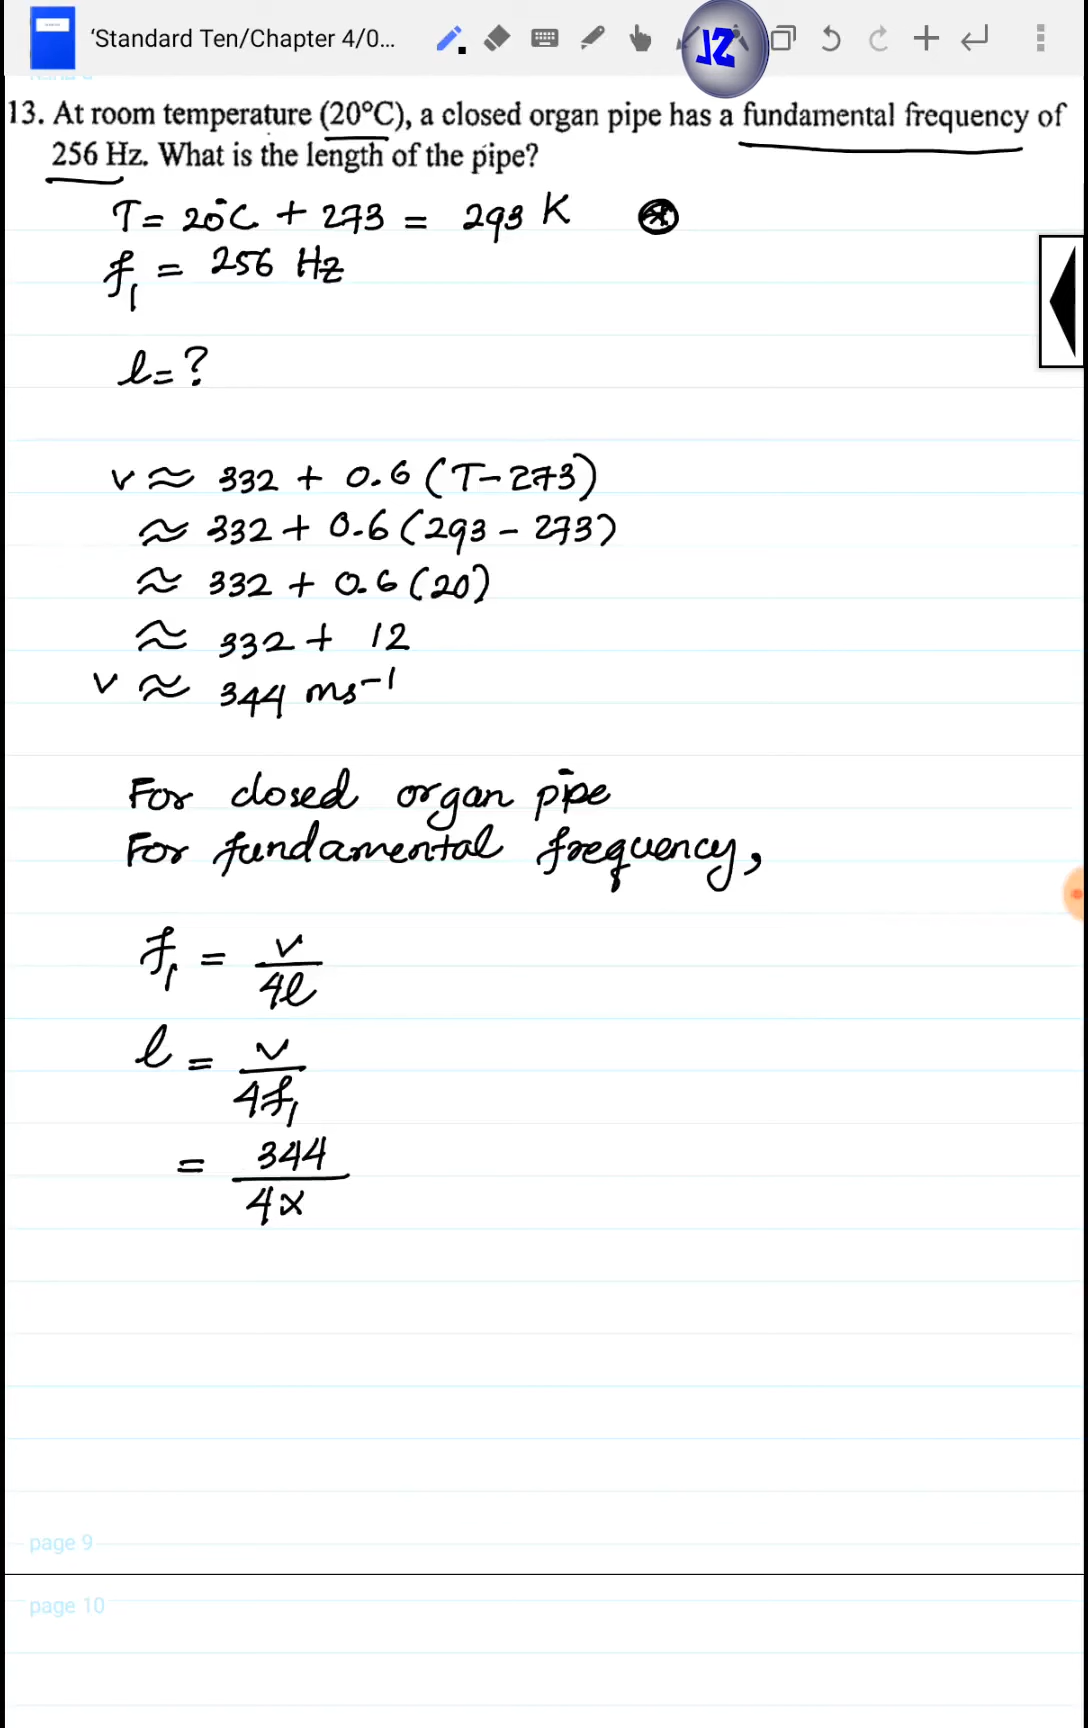 ‘Standard Ten/Chapter 4/0...
JZ
13. At room temperature (20°C), a closed organ pipe has a fundamental frequency of
256 Hz. What is the length of the pipe?
T = 20°C + 273 = 293 K
f₁ = 256 Hz
l = ?
v ≈ 332 + 0.6 (T - 273)
≈ 332 + 0.6 (293 - 273)
≈ 332 + 0.6 (20)
≈ 332 + 12
v ≈ 344 ms⁻¹
For closed organ pipe
For fundamental frequency,
f₁ = v/4l
l = v/4f₁
= 344/4×
page 9
page 10